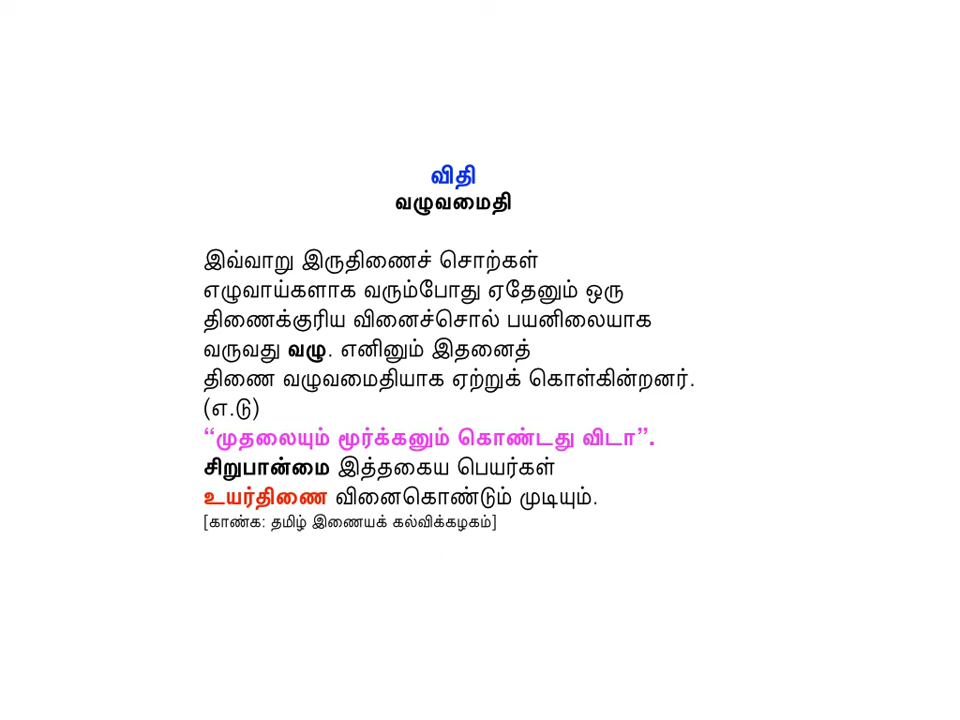 விதி
வழுவமைதி
இவ்வாறு இருதிணைச் சொற்கள்
எழுவாய்களாக வரும்போது ஏதேனும் ஒரு
திணைக்குரிய வினைச்சொல் பயனிலையாக
வருவது வழு. எனினும் இதனைத்
திணை வழுவமைதியாக ஏற்றுக் கொள்கின்றனர்.
(எ.டு)
“முதலையும் மூர்க்கனும் கொண்டது விடா”.
சிறுபான்மை இத்தகைய பெயர்கள்
உயர்திணை வினைகொண்டும் முடியும்.
[காண்க: தமிழ் இணையக் கல்விக்கழகம்]